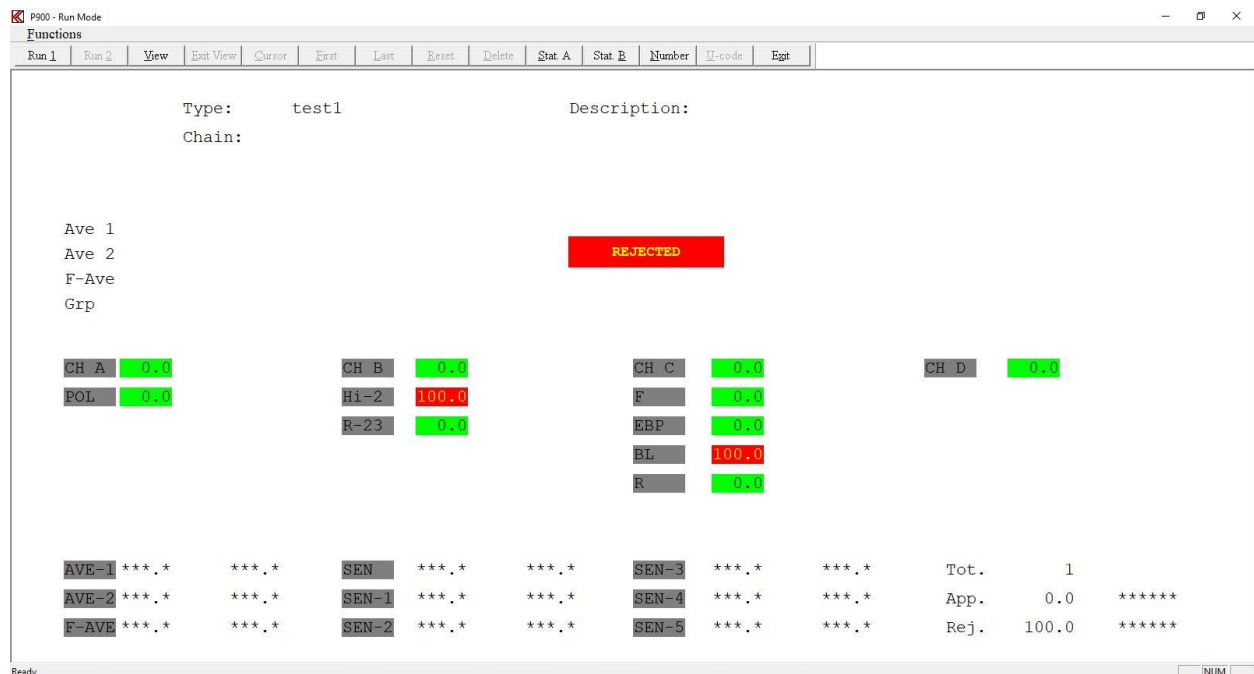 P900 - Run Mode
Functions
Run 1 Run 2 View Exit View Cursor First Last Reset Delete Stat. A Stat. B Number U-code Exit
Type: test1 Description:
Chain:
Ave 1
Ave 2
REJECTED
F-Ave
Grp
CH A 0.0 CH B 0.0 CH C 0.0 CH D 0.0
POL 0.0 Hi-2 100.0 F 0.0
R-23 0.0 EBP 0.0
BL 100.0
R 0.0
AVE-1 ***.* ***.* SEN ***.* ***.* SEN-3 ***.* ***.* Tot. 1
AVE-2 ***.* ***.* SEN-1 ***.* ***.* SEN-4 ***.* ***.* App. 0.0 ******
F-AVE ***.* ***.* SEN-2 ***.* ***.* SEN-5 ***.* ***.* Rej. 100.0 ******
Ready NUM